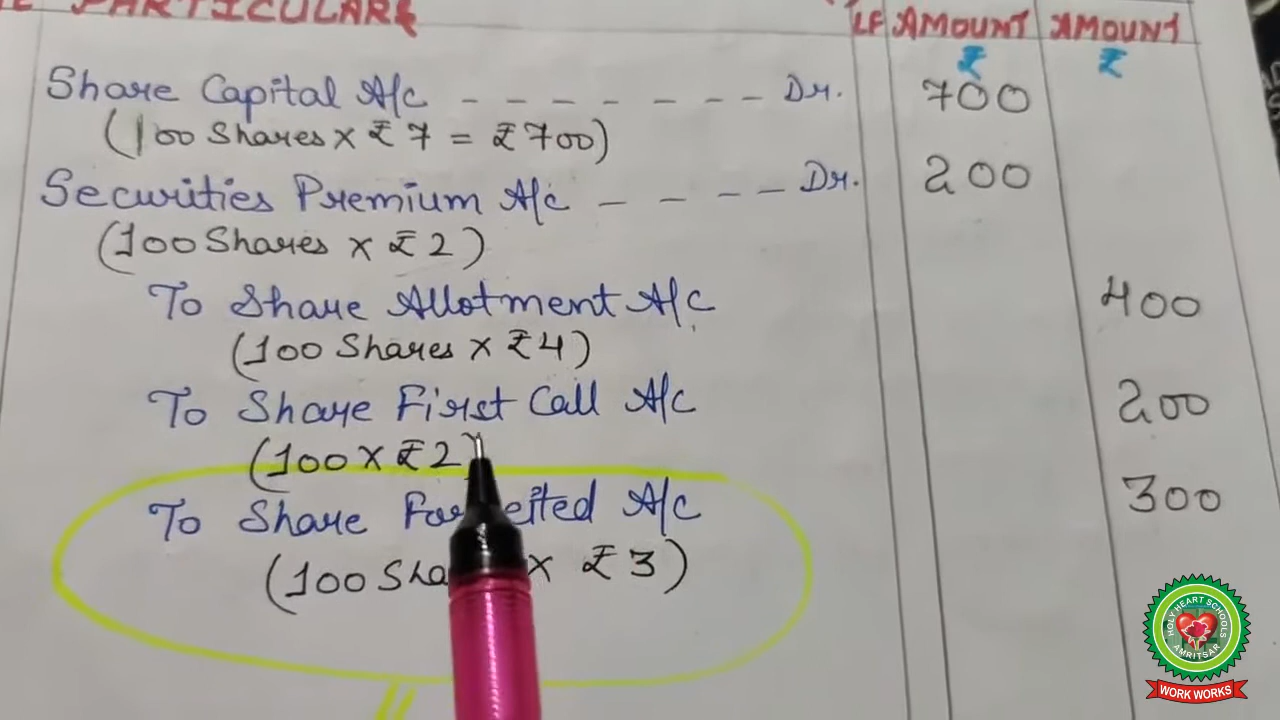 PARTICULARS LF AMOUNT AMOUNT
₹ ₹
Share Capital A/c - - - - - - - - Dr. 700
(100 Shares x ₹ 7 = ₹ 700)
Securities Premium A/c - - - - Dr. 200
(100 Shares x ₹ 2)
To Share Allotment A/c 400
(100 Shares x ₹ 4)
To Share First Call A/c 200
(100 x ₹ 2)
To Share A/c 300
(100 x ₹ 3)
HOLY HEART SCHOOLS
AMRITSAR
WORK WORKS